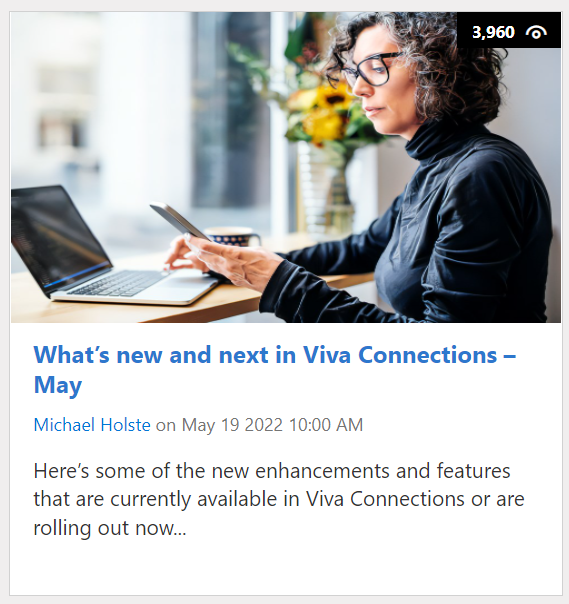 3,960
What’s new and next in Viva Connections –
May
Michael Holste on May 19 2022 10:00 AM
Here’s some of the new enhancements and features
that are currently available in Viva Connections or are
rolling out now...